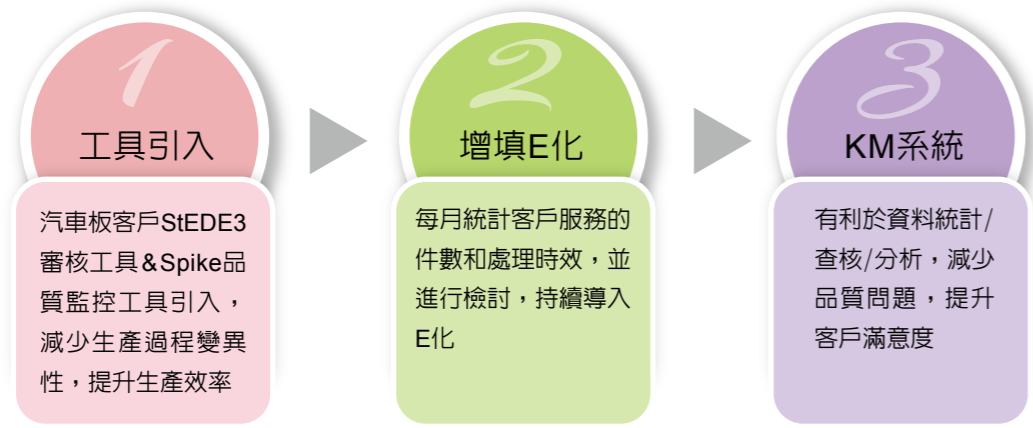 1
工具引入
汽車板客戶StEDE3
審核工具&Spike品
質監控工具引入，
減少生產過程變異
性，提升生產效率
2
增填E化
每月統計客戶服務的
件數和處理時效，並
進行檢討，持續導入
E化
3
KM系統
有利於資料統計/
查核/分析，減少
品質問題，提升
客戶滿意度